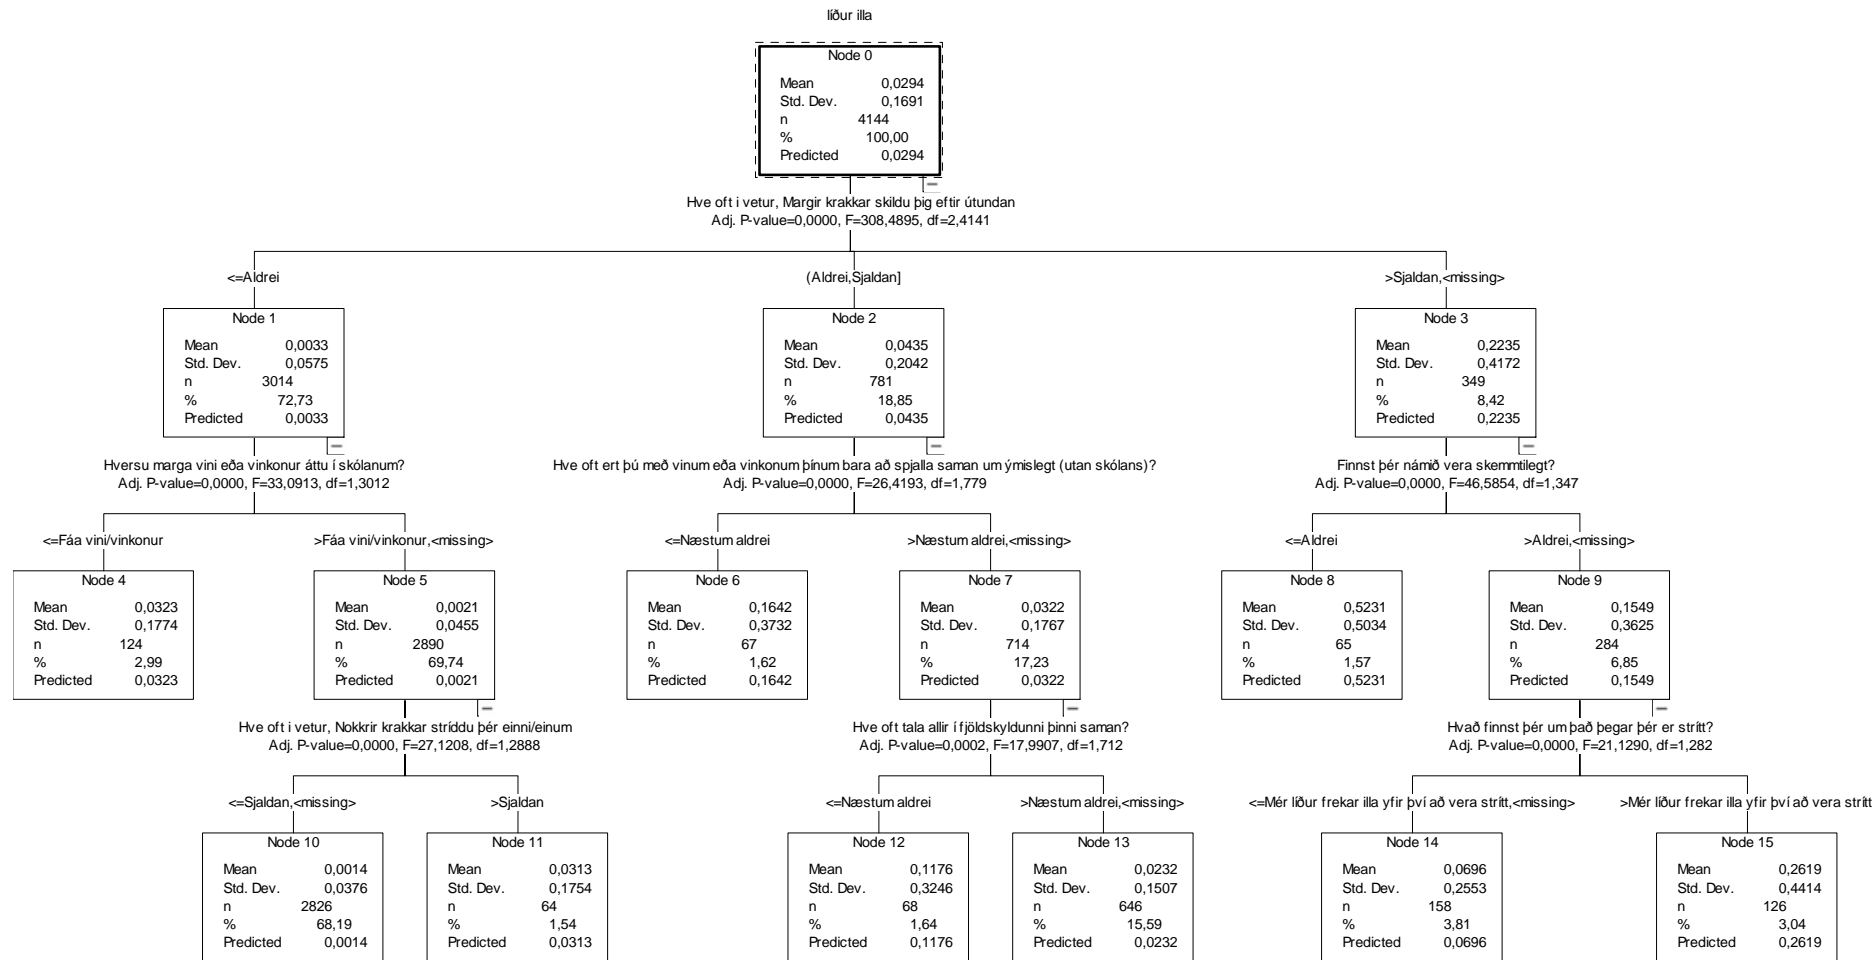 líður illa
Node 0
Mean 0,0294
Std. Dev. 0,1691
n 4144
% 100,00
Predicted 0,0294
Hve oft i vetur, Margir krakkar skildu þig eftir útundan
Adj. P-value=0,0000, F=308,4895, df=2,4141
<=Aldrei
(Aldrei,Sjaldan]
>Sjaldan,<missing>
Node 1
Mean 0,0033
Std. Dev. 0,0575
n 3014
% 72,73
Predicted 0,0033
Node 2
Mean 0,0435
Std. Dev. 0,2042
n 781
% 18,85
Predicted 0,0435
Node 3
Mean 0,2235
Std. Dev. 0,4172
n 349
% 8,42
Predicted 0,2235
Hversu marga vini eða vinkonur áttu í skólanum?
Adj. P-value=0,0000, F=33,0913, df=1,3012
Hve oft ert þú með vinum eða vinkonum þínum bara að spjalla saman um ýmislegt (utan skólans)?
Adj. P-value=0,0000, F=26,4193, df=1,779
Finnst þér námið vera skemmtilegt?
Adj. P-value=0,0000, F=46,5854, df=1,347
<=Fáa vini/vinkonur
>Fáa vini/vinkonur,<missing>
<=Næstum aldrei
>Næstum aldrei,<missing>
<=Aldrei
>Aldrei,<missing>
Node 4
Mean 0,0323
Std. Dev. 0,1774
n 124
% 2,99
Predicted 0,0323
Node 5
Mean 0,0021
Std. Dev. 0,0455
n 2890
% 69,74
Predicted 0,0021
Node 6
Mean 0,1642
Std. Dev. 0,3732
n 67
% 1,62
Predicted 0,1642
Node 7
Mean 0,0322
Std. Dev. 0,1767
n 714
% 17,23
Predicted 0,0322
Node 8
Mean 0,5231
Std. Dev. 0,5034
n 65
% 1,57
Predicted 0,5231
Node 9
Mean 0,1549
Std. Dev. 0,3625
n 284
% 6,85
Predicted 0,1549
Hve oft i vetur, Nokkrir krakkar stríddu þér einni/einum
Adj. P-value=0,0000, F=27,1208, df=1,2888
Hve oft tala allir í fjöldskyldunni þinni saman?
Adj. P-value=0,0002, F=17,9907, df=1,712
Hvað finnst þér um það þegar þér er strítt?
Adj. P-value=0,0000, F=21,1290, df=1,282
<=Sjaldan,<missing>
>Sjaldan
<=Næstum aldrei
>Næstum aldrei,<missing>
<=Mér líður frekar illa yfir því að vera strítt,<missing>
>Mér líður frekar illa yfir því að vera strítt
Node 10
Mean 0,0014
Std. Dev. 0,0376
n 2826
% 68,19
Predicted 0,0014
Node 11
Mean 0,0313
Std. Dev. 0,1754
n 64
% 1,54
Predicted 0,0313
Node 12
Mean 0,1176
Std. Dev. 0,3246
n 68
% 1,64
Predicted 0,1176
Node 13
Mean 0,0232
Std. Dev. 0,1507
n 646
% 15,59
Predicted 0,0232
Node 14
Mean 0,0696
Std. Dev. 0,2553
n 158
% 3,81
Predicted 0,0696
Node 15
Mean 0,2619
Std. Dev. 0,4414
n 126
% 3,04
Predicted 0,2619